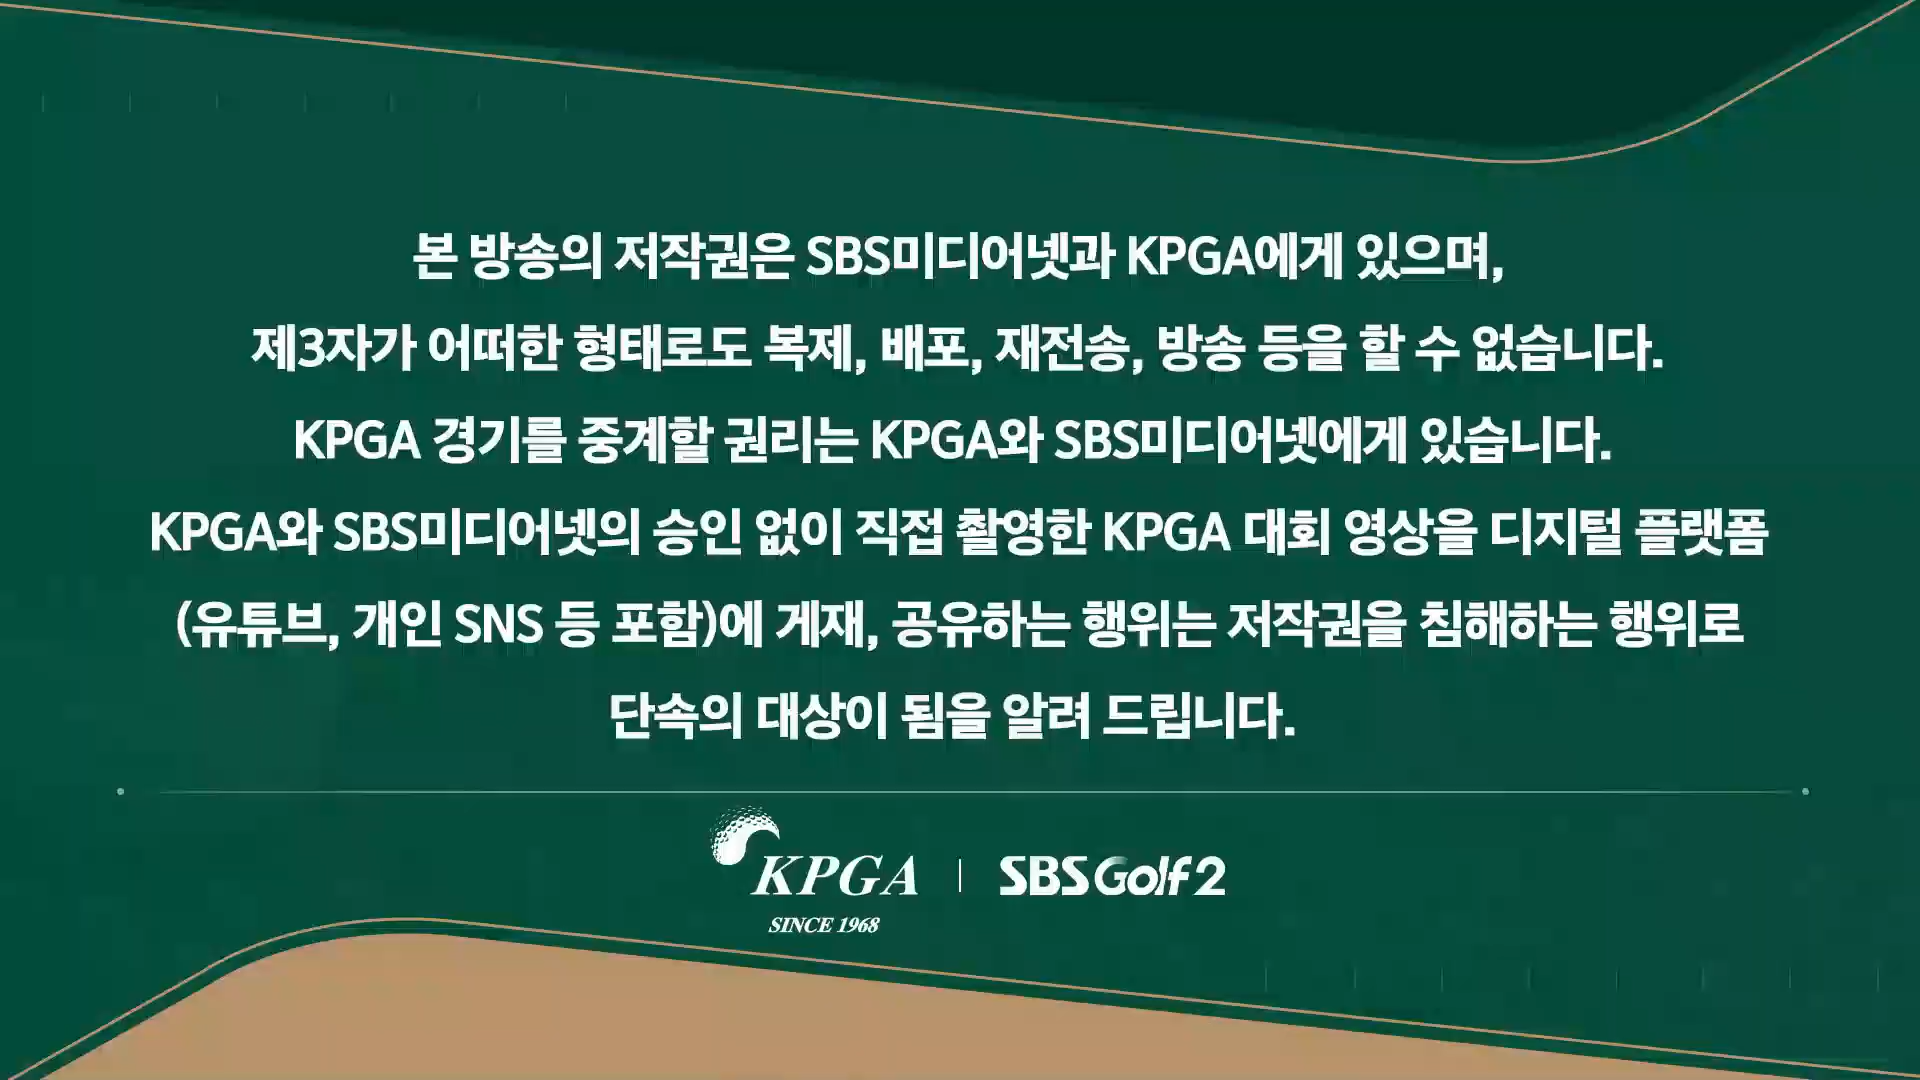 본 방송의 저작권은 SBS미디어넷과 KPGA에게 있으며,
제3자가 어떠한 형태로도 복제, 배포, 재전송, 방송 등을 할 수 없습니다.
KPGA 경기를 중계할 권리는 KPGA와 SBS미디어넷에게 있습니다.
KPGA와 SBS미디어넷의 승인 없이 직접 촬영한 KPGA 대회 영상을 디지털 플랫폼
(유튜브, 개인 SNS 등 포함)에 게재, 공유하는 행위는 저작권을 침해하는 행위로
단속의 대상이 됨을 알려 드립니다.
KPGA
SINCE 1968
SBS Golf 2